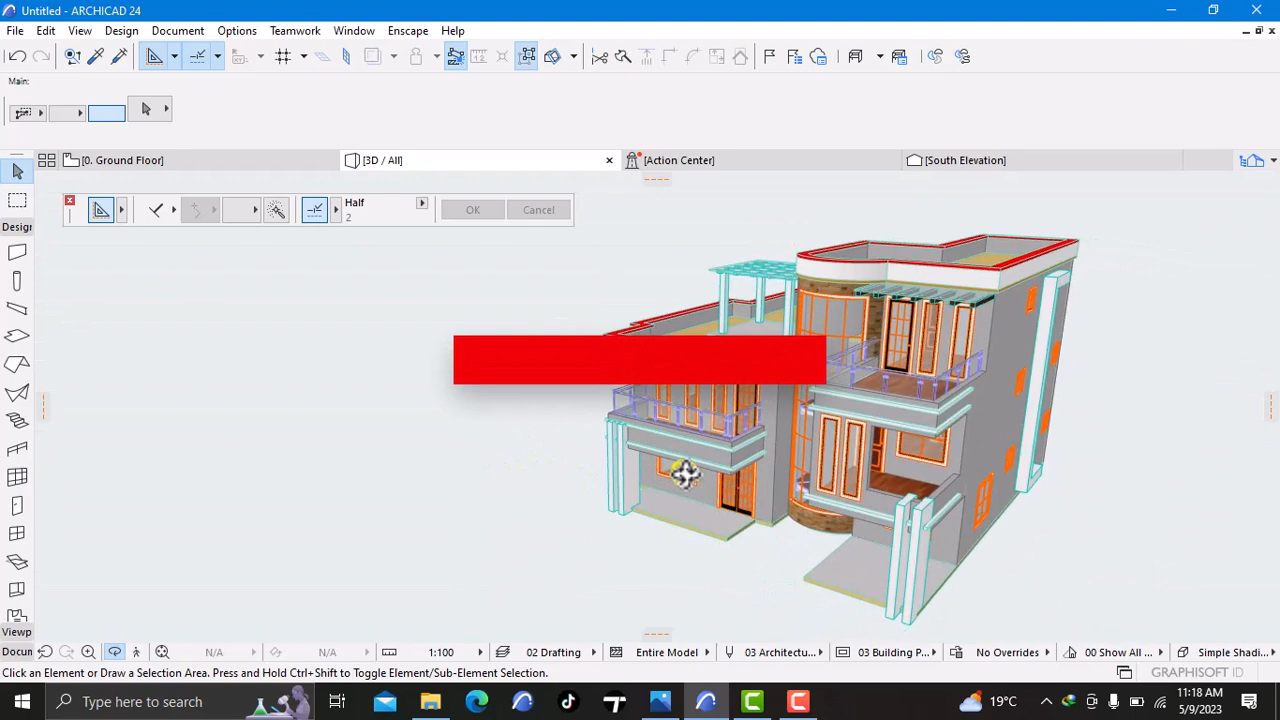 Untitled - ARCHICAD 24
File Edit View Design Document Options Teamwork Window Enscape Help
Main:
[0. Ground Floor] [3D / All] [Action Center] [South Elevation]
Half
2
OK Cancel
Design
Viewp
Docun N/A N/A 1:100 02 Drafting Entire Model 03 Architectu... 03 Building P... No Overrides 00 Show All ... Simple Shadi...
Click an Element or Draw a Selection Area. Press and Hold Ctrl+Shift to Toggle Element/Sub-Element Selection.
GRAPHISOFT ID
Type here to search
19°C
11:18 AM
5/9/2023